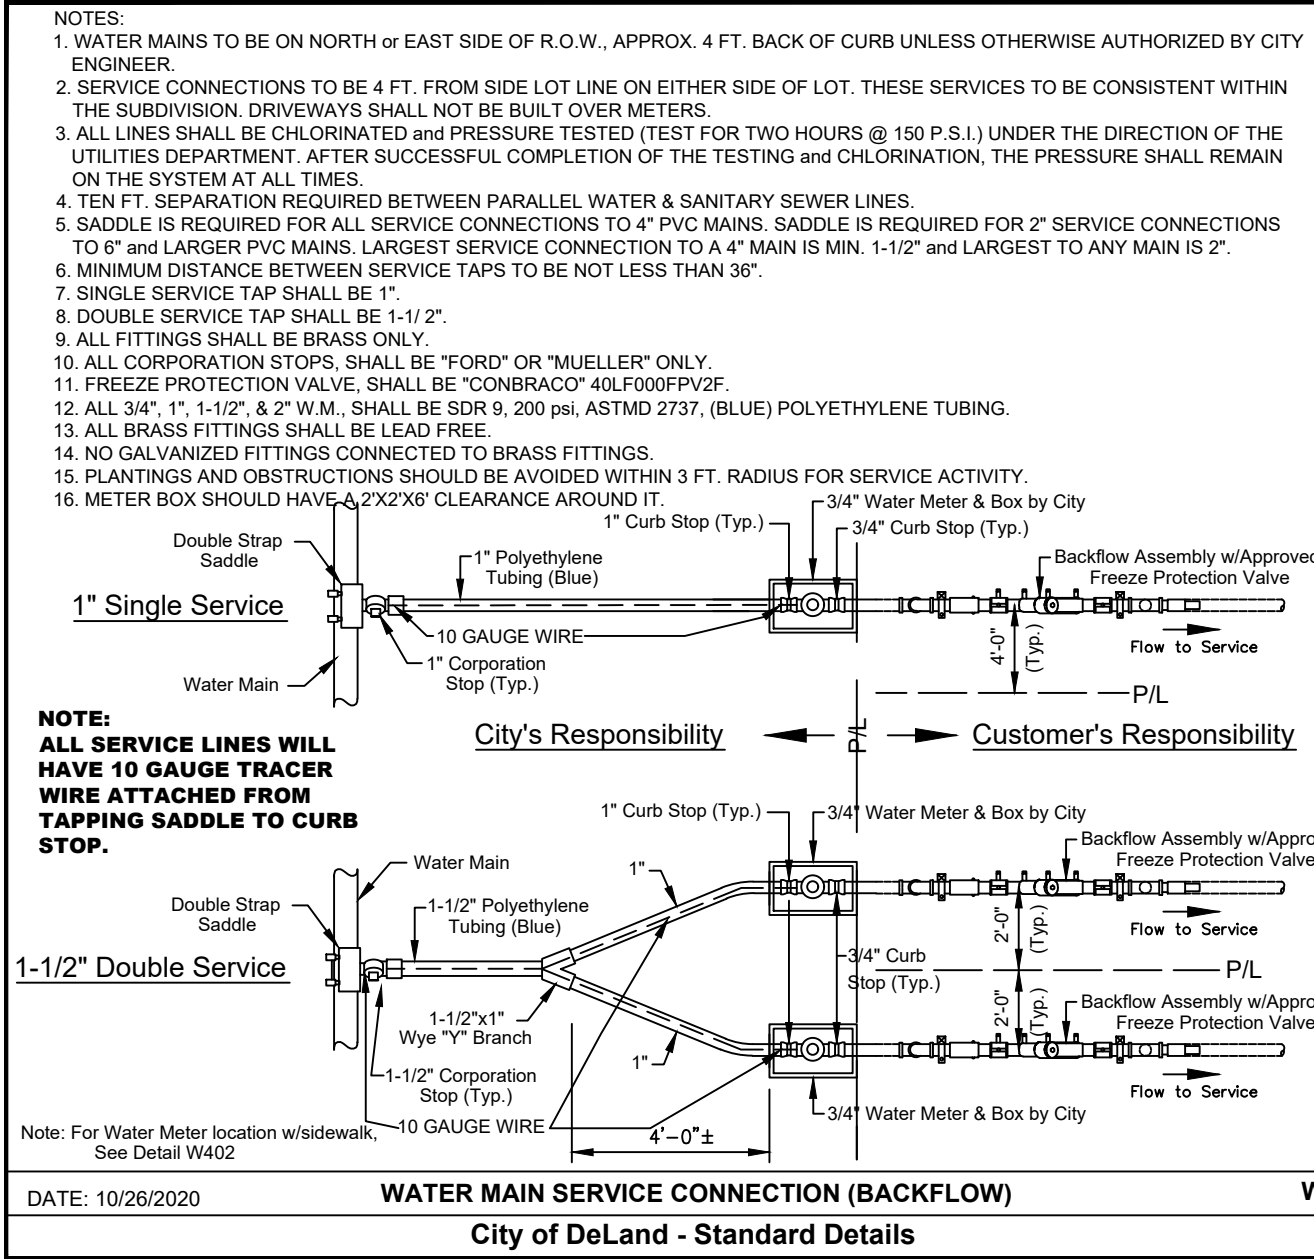 NOTES:
1. WATER MAINS TO BE ON NORTH or EAST SIDE OF R.O.W., APPROX. 4 FT. BACK OF CURB UNLESS OTHERWISE AUTHORIZED BY CITY
ENGINEER.
2. SERVICE CONNECTIONS TO BE 4 FT. FROM SIDE LOT LINE ON EITHER SIDE OF LOT. THESE SERVICES TO BE CONSISTENT WITHIN
THE SUBDIVISION. DRIVEWAYS SHALL NOT BE BUILT OVER METERS.
3. ALL LINES SHALL BE CHLORINATED and PRESSURE TESTED (TEST FOR TWO HOURS @ 150 P.S.I.) UNDER THE DIRECTION OF THE
UTILITIES DEPARTMENT. AFTER SUCCESSFUL COMPLETION OF THE TESTING and CHLORINATION, THE PRESSURE SHALL REMAIN
ON THE SYSTEM AT ALL TIMES.
4. TEN FT. SEPARATION REQUIRED BETWEEN PARALLEL WATER & SANITARY SEWER LINES.
5. SADDLE IS REQUIRED FOR ALL SERVICE CONNECTIONS TO 4" PVC MAINS. SADDLE IS REQUIRED FOR 2" SERVICE CONNECTIONS
TO 6" and LARGER PVC MAINS. LARGEST SERVICE CONNECTION TO A 4" MAIN IS MIN. 1-1/2" and LARGEST TO ANY MAIN IS 2".
6. MINIMUM DISTANCE BETWEEN SERVICE TAPS TO BE NOT LESS THAN 36".
7. SINGLE SERVICE TAP SHALL BE 1".
8. DOUBLE SERVICE TAP SHALL BE 1-1/ 2".
9. ALL FITTINGS SHALL BE BRASS ONLY.
10. ALL CORPORATION STOPS, SHALL BE "FORD" OR "MUELLER" ONLY.
11. FREEZE PROTECTION VALVE, SHALL BE "CONBRACO" 40LF000FPV2F.
12. ALL 3/4", 1", 1-1/2", & 2" W.M., SHALL BE SDR 9, 200 psi, ASTMD 2737, (BLUE) POLYETHYLENE TUBING.
13. ALL BRASS FITTINGS SHALL BE LEAD FREE.
14. NO GALVANIZED FITTINGS CONNECTED TO BRASS FITTINGS.
15. PLANTINGS AND OBSTRUCTIONS SHOULD BE AVOIDED WITHIN 3 FT. RADIUS FOR SERVICE ACTIVITY.
16. METER BOX SHOULD HAVE A 2'X2'X6' CLEARANCE AROUND IT.
3/4" Water Meter & Box by City
1" Curb Stop (Typ.)
3/4" Curb Stop (Typ.)
Double Strap
Saddle
1" Polyethylene
Tubing (Blue)
Backflow Assembly w/Approved
Freeze Protection Valve
1" Single Service
10 GAUGE WIRE
4'-0"
(Typ.)
Flow to Service
1" Corporation
Stop (Typ.)
Water Main
P/L
NOTE:
ALL SERVICE LINES WILL
HAVE 10 GAUGE TRACER
WIRE ATTACHED FROM
TAPPING SADDLE TO CURB
STOP.
City's Responsibility
P/L
Customer's Responsibility
1" Curb Stop (Typ.)
3/4" Water Meter & Box by City
Backflow Assembly w/Appro
Freeze Protection Valve
Water Main
1"
Double Strap
Saddle
1-1/2" Polyethylene
Tubing (Blue)
2'-0"
(Typ.)
Flow to Service
1-1/2" Double Service
3/4" Curb
Stop (Typ.)
P/L
2'-0"
(Typ.)
Backflow Assembly w/Appro
Freeze Protection Valve
1-1/2"x1"
Wye "Y" Branch
1"
1-1/2" Corporation
Stop (Typ.)
Flow to Service
3/4" Water Meter & Box by City
10 GAUGE WIRE
4'-0"±
Note: For Water Meter location w/sidewalk,
See Detail W402
DATE: 10/26/2020
WATER MAIN SERVICE CONNECTION (BACKFLOW)
City of DeLand - Standard Details